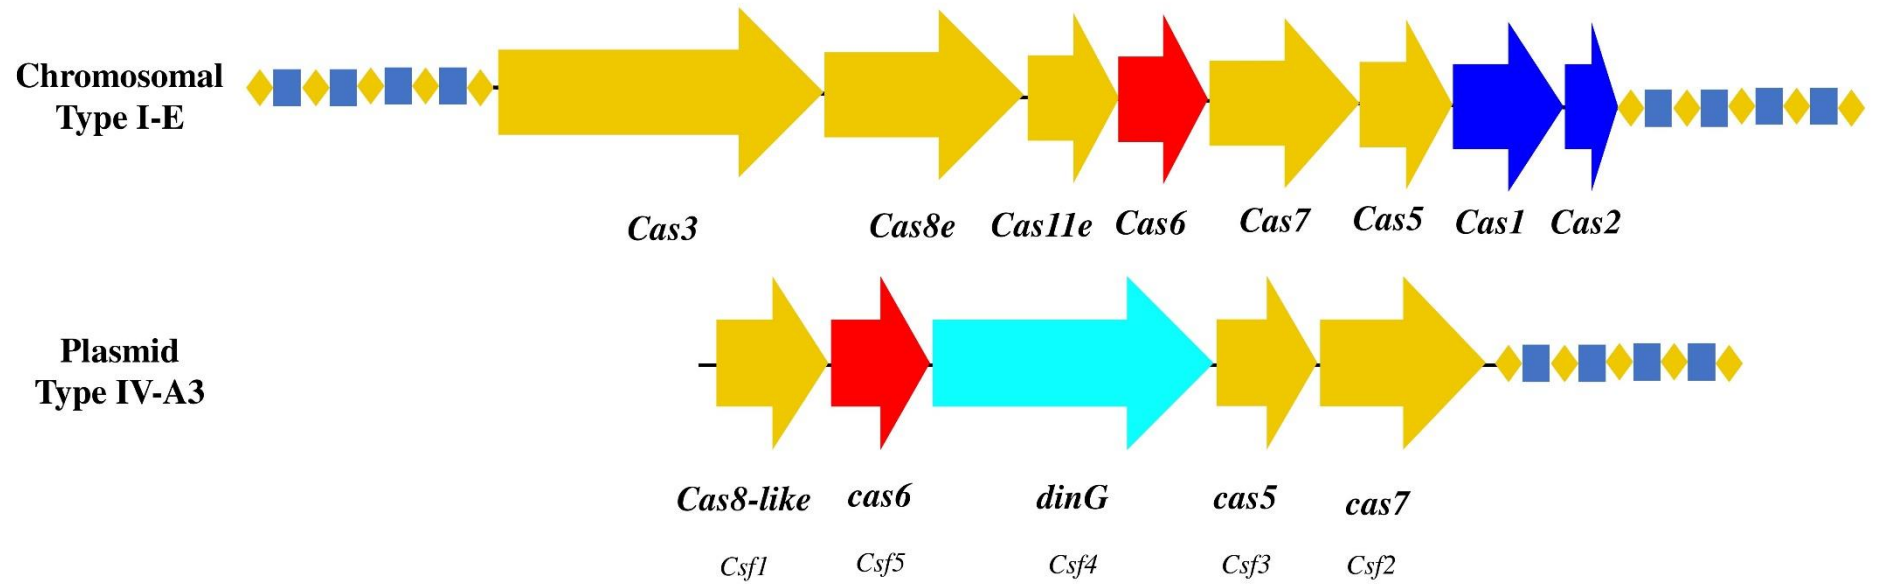 Chromosomal
Type I-E
Cas3 Cas8e Cas11e Cas6 Cas7 Cas5 Cas1 Cas2
Plasmid
Type IV-A3
Cas8-like cas6 dinG cas5 cas7
Csf1 Csf5 Csf4 Csf3 Csf2